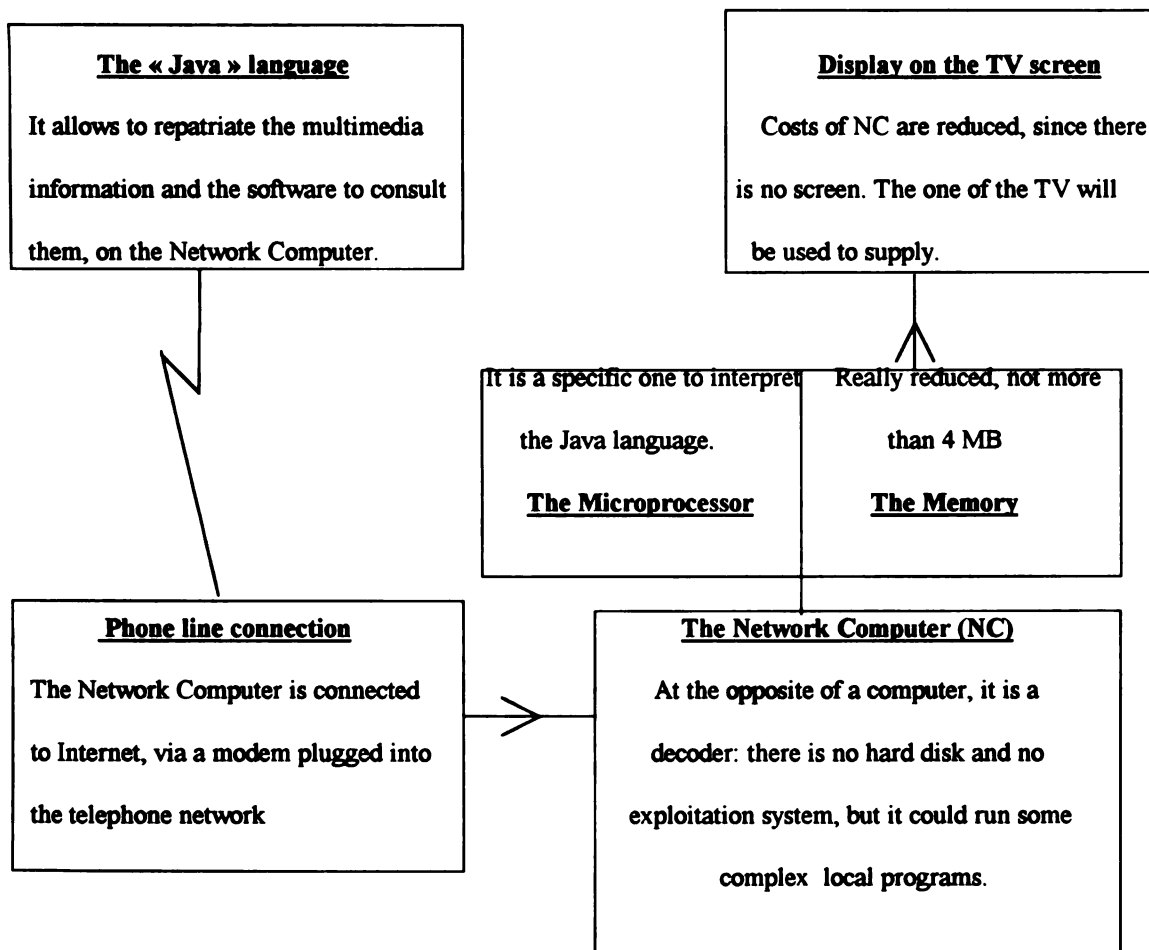 The « Java » language
It allows to repatriate the multimedia
information and the software to consult
them, on the Network Computer.
Display on the TV screen
Costs of NC are reduced, since there
is no screen. The one of the TV will
be used to supply.
It is a specific one to interpret
the Java language.
The Microprocessor
Really reduced, not more
than 4 MB
The Memory
Phone line connection
The Network Computer is connected
to Internet, via a modem plugged into
the telephone network
The Network Computer (NC)
At the opposite of a computer, it is a
decoder: there is no hard disk and no
exploitation system, but it could run some
complex local programs.